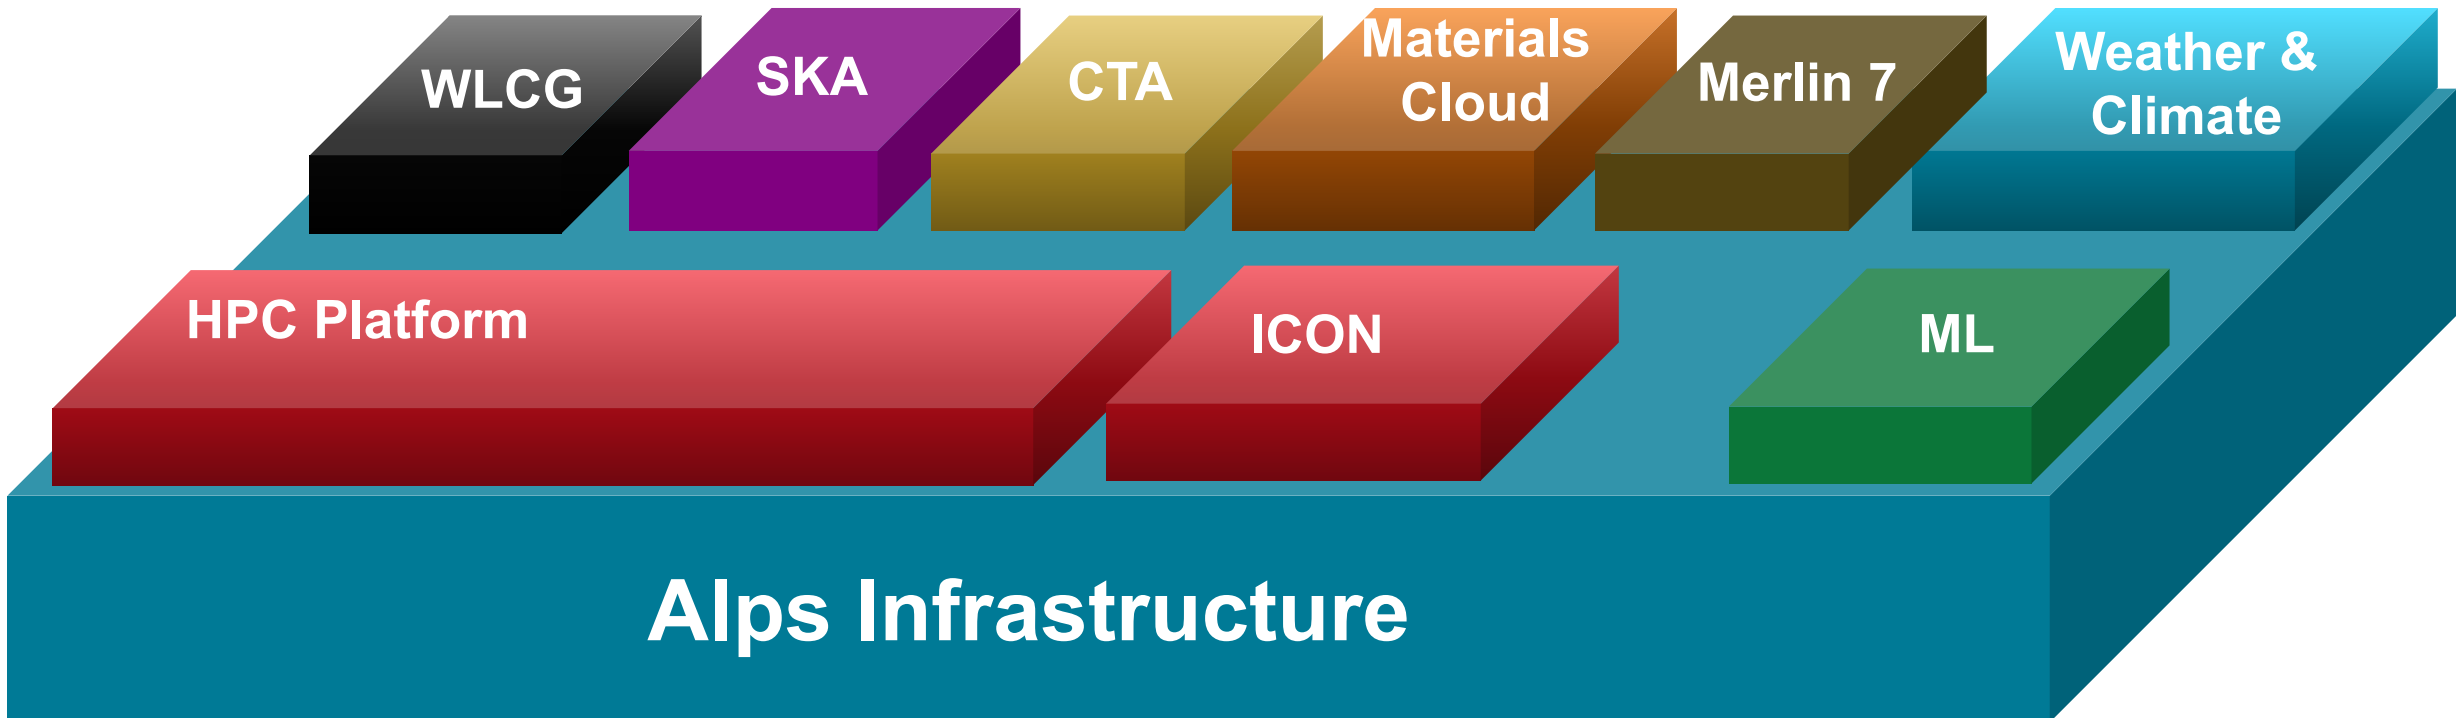 WLCG
SKA
CTA
Materials
Cloud
Merlin 7
Weather &
Climate
HPC Platform
ICON
ML
Alps Infrastructure